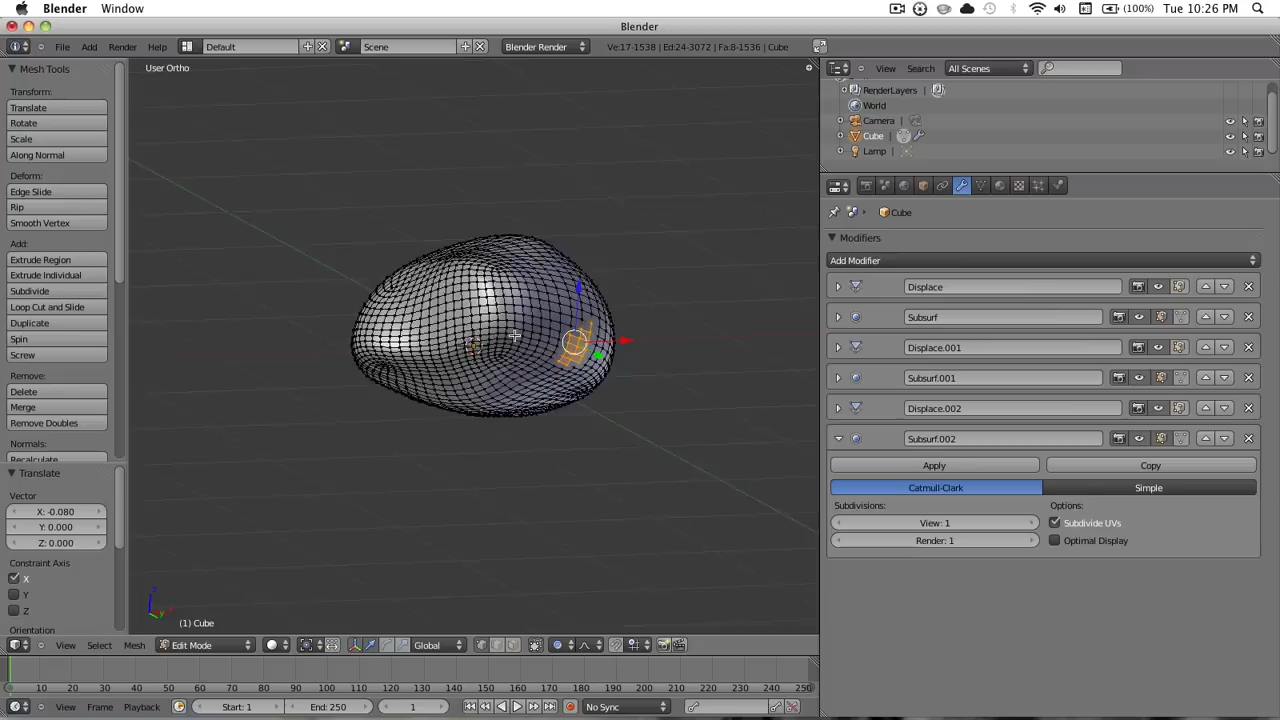 Blender Window (100%) Tue 10:26 PM
Blender
File Add Render Help Default Scene Blender Render Ve:17-1538 | Ed:24-3072 | Fa:8-1536 | Cube
Mesh Tools
Transform:
Translate
Rotate
Scale
Along Normal
Deform:
Edge Slide
Rip
Smooth Vertex
Add:
Extrude Region
Extrude Individual
Subdivide
Loop Cut and Slide
Duplicate
Spin
Screw
Remove:
Delete
Merge
Remove Doubles
Normals:
Recalculate
Translate
Vector
X: -0.080
Y: 0.000
Z: 0.000
Constraint Axis
X
Y
Z
Orientation
User Ortho
(1) Cube
View Select Mesh Edit Mode Global
View Search All Scenes
RenderLayers
World
Camera
Cube
Lamp
Cube
Modifiers
Add Modifier
Displace
Subsurf
Displace.001
Subsurf.001
Displace.002
Subsurf.002
Apply Copy
Catmull-Clark Simple
Subdivisions: Options:
View: 1 Subdivide UVs
Render: 1 Optimal Display
0 10 20 30 40 50 60 70 80 90 100 110 120 130 140 150 160 170 180 190 200 210 220 230 240 250
View Frame Playback Start: 1 End: 250 1 No Sync